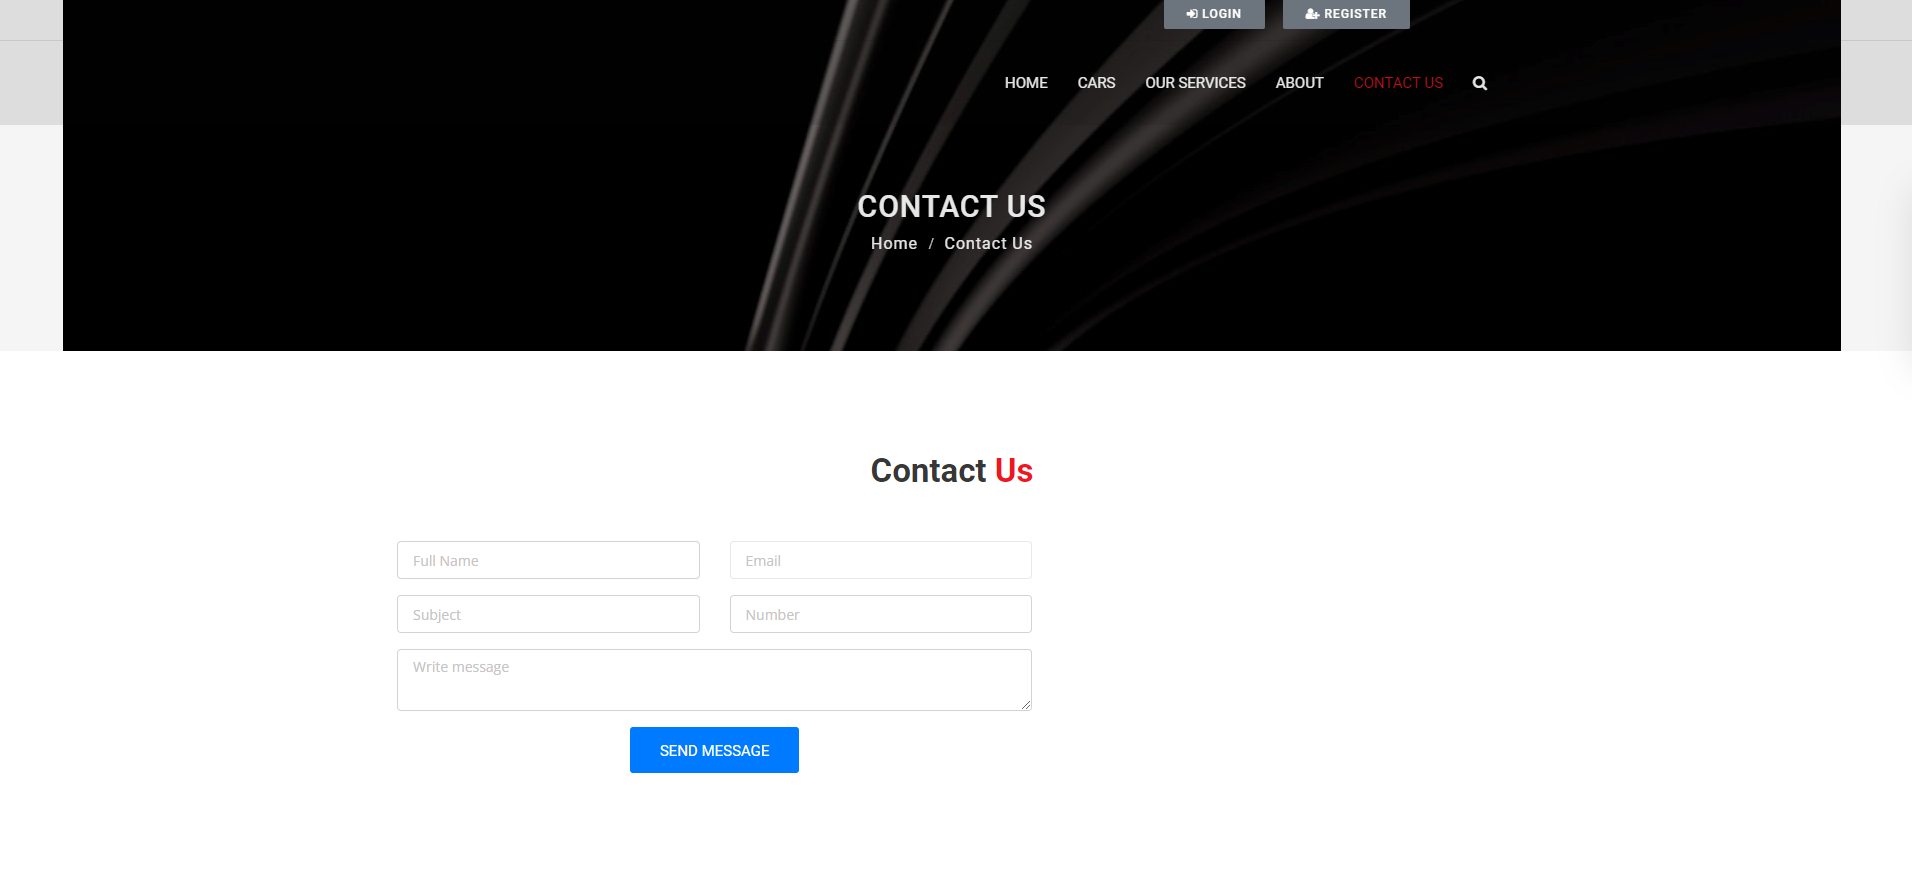 LOGIN REGISTER
HOME CARS OUR SERVICES ABOUT CONTACT US
CONTACT US
Home / Contact Us
Contact Us
Full Name Email
Subject Number
Write message
SEND MESSAGE